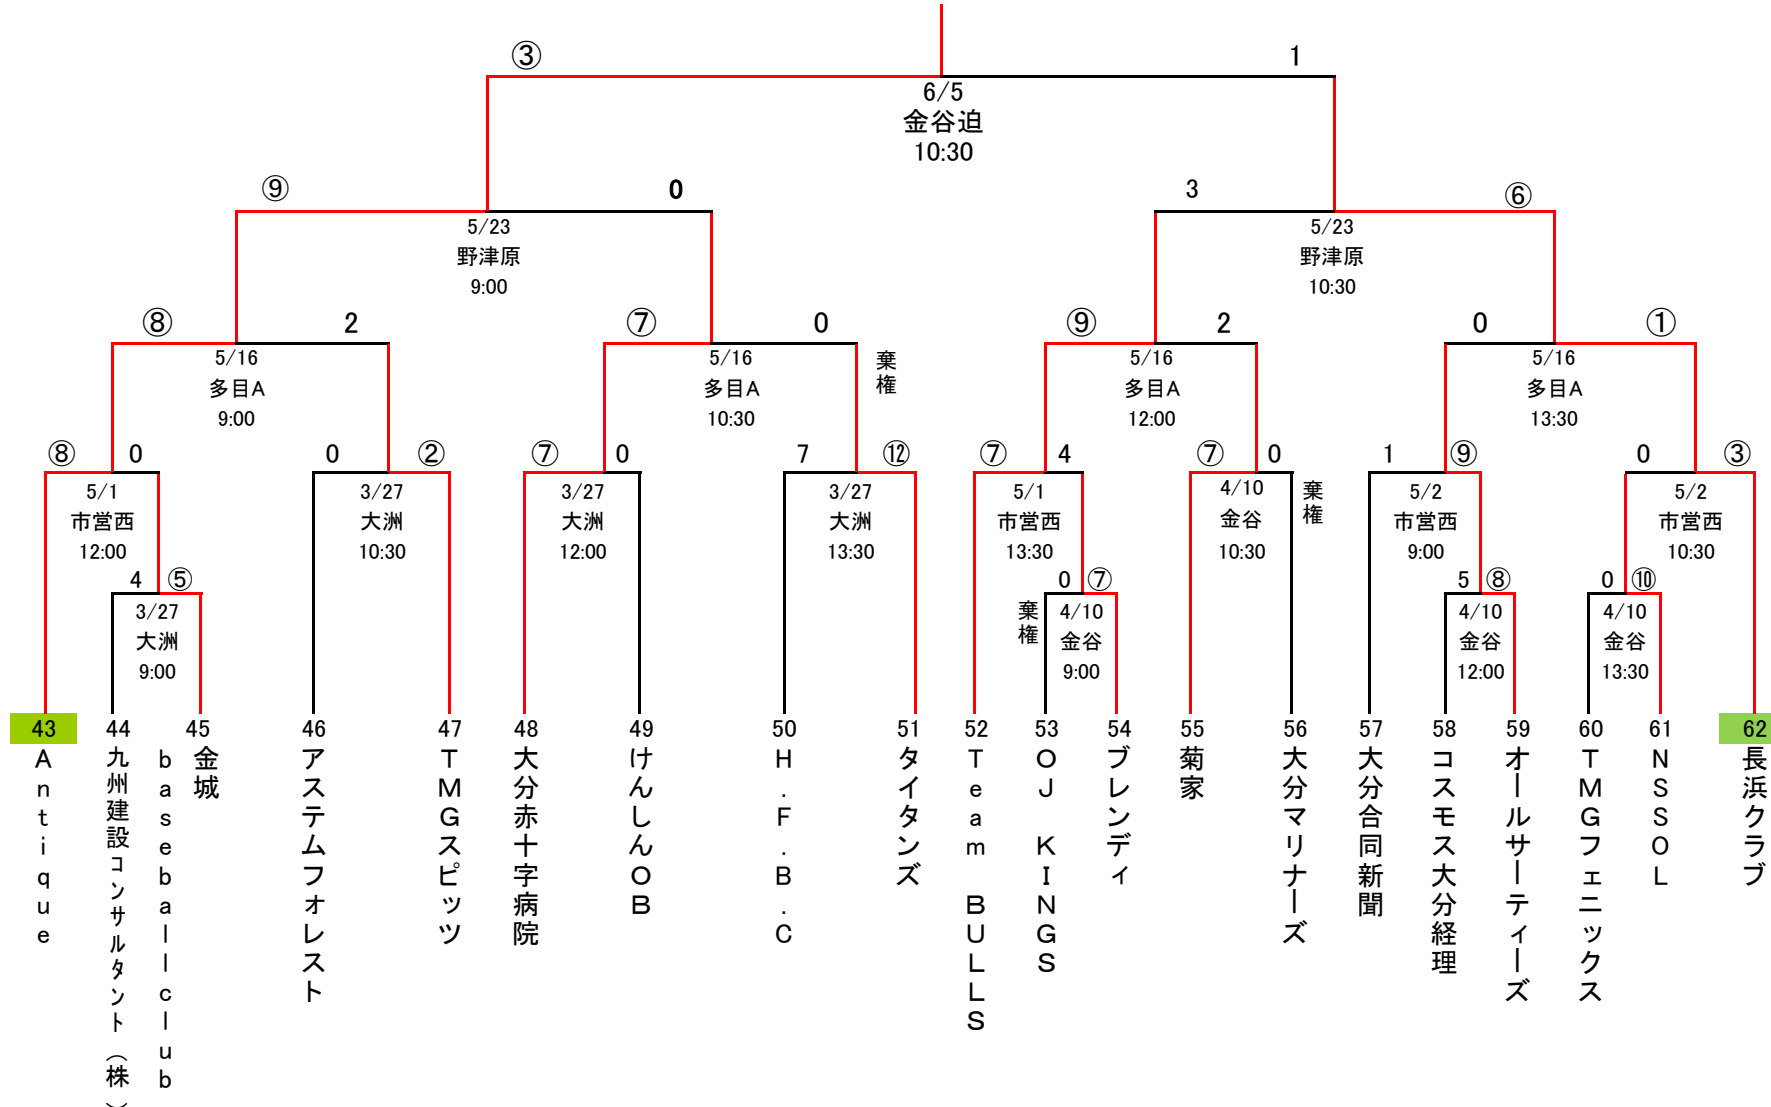 ③ 1
6/5
金谷迫
10:30
⑨ 0 3 ⑥
5/23 5/23
野津原 野津原
9:00 10:30
⑧ 2 ⑦ 0 ⑨ 2 0 ①
5/16 5/16 棄権 5/16 5/16
多目A 多目A 多目A 多目A
9:00 10:30 12:00 13:30
⑧ 0 0 ② ⑦ 0 7 ⑫ ⑦ 4 ⑦ 0 1 ⑨ 0 ③
5/1 3/27 3/27 3/27 5/1 4/10 棄権 5/2 5/2
市営西 大洲 大洲 大洲 市営西 金谷 市営西 市営西
12:00 10:30 12:00 13:30 13:30 10:30 9:00 10:30
4 ⑤ 0 ⑦ 5 ⑧ 0 ⑩
3/27 棄権 4/10 4/10 4/10
大洲 金谷 金谷 金谷
9:00 9:00 12:00 13:30
43 44 45 46 47 48 49 50 51 52 53 54 55 56 57 58 59 60 61 62
Antique
九州建設コンサルタント（株）
金城
baseballclub
アステムフォレスト
TMGスピッツ
大分赤十字病院
けんしんOB
H.F.B.C
タイタンズ
Team BULLS
OJ KINGS
ブレンディ
菊家
大分マリナーズ
大分合同新聞
コスモス大分経理
オールサーティーズ
TMGフェニックス
NSSOL
長浜クラブ